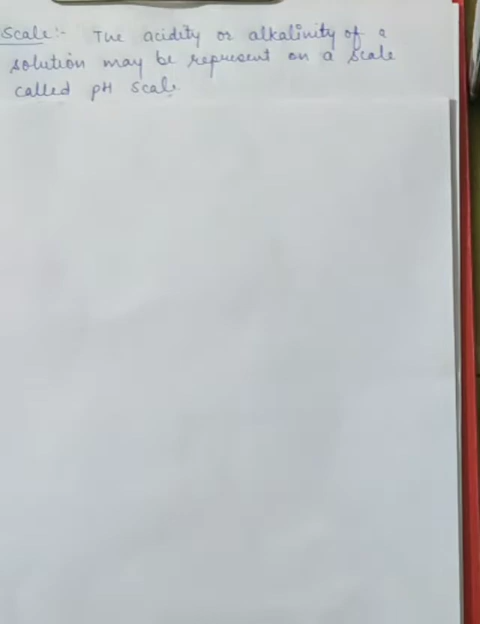 Scale:- The acidity or alkalinity of a
solution may be represent on a scale
called pH scale